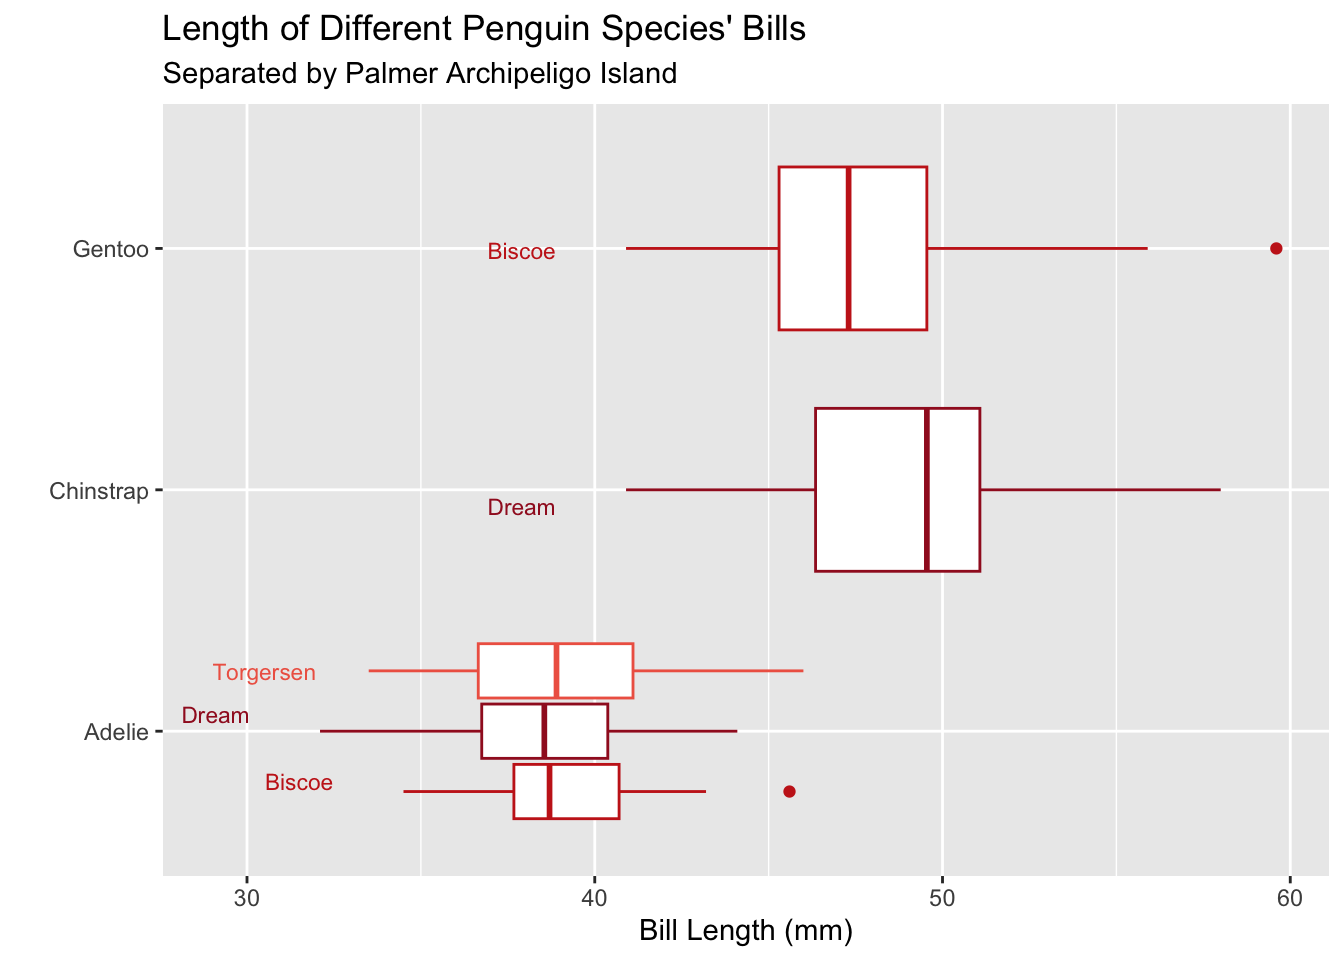 Length of Different Penguin Species' Bills
Separated by Palmer Archipeligo Island
Gentoo
Biscoe
Chinstrap
Dream
Torgersen
Dream
Adelie
Biscoe
30 40 50 60
Bill Length (mm)